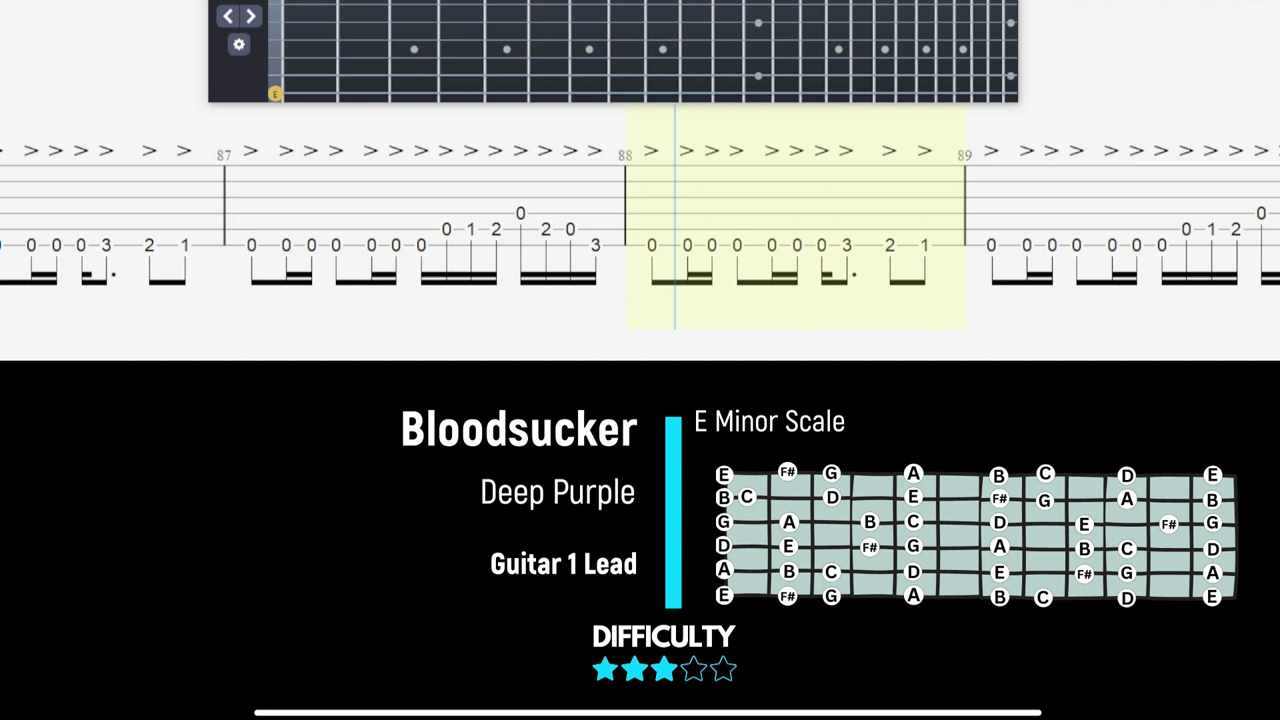 E
> > > > > > 87 > > > > > > > > > > > > > 88 > > > > > > > > > 89 > > > > > > > > > > >
0 0
0 1 2 2 0 0 1 2
0 0 0 3 2 1 0 0 0 0 0 0 0 3 0 0 0 0 0 0 0 3 2 1 0 0 0 0 0 0 0
Bloodsucker
Deep Purple
Guitar 1 Lead
E Minor Scale
E F# G A B C D E
B C D E F# G A B
G A B C D E F# G
D E F# G A B C D
A B C D E F# G A
E F# G A B C D E
DIFFICULTY